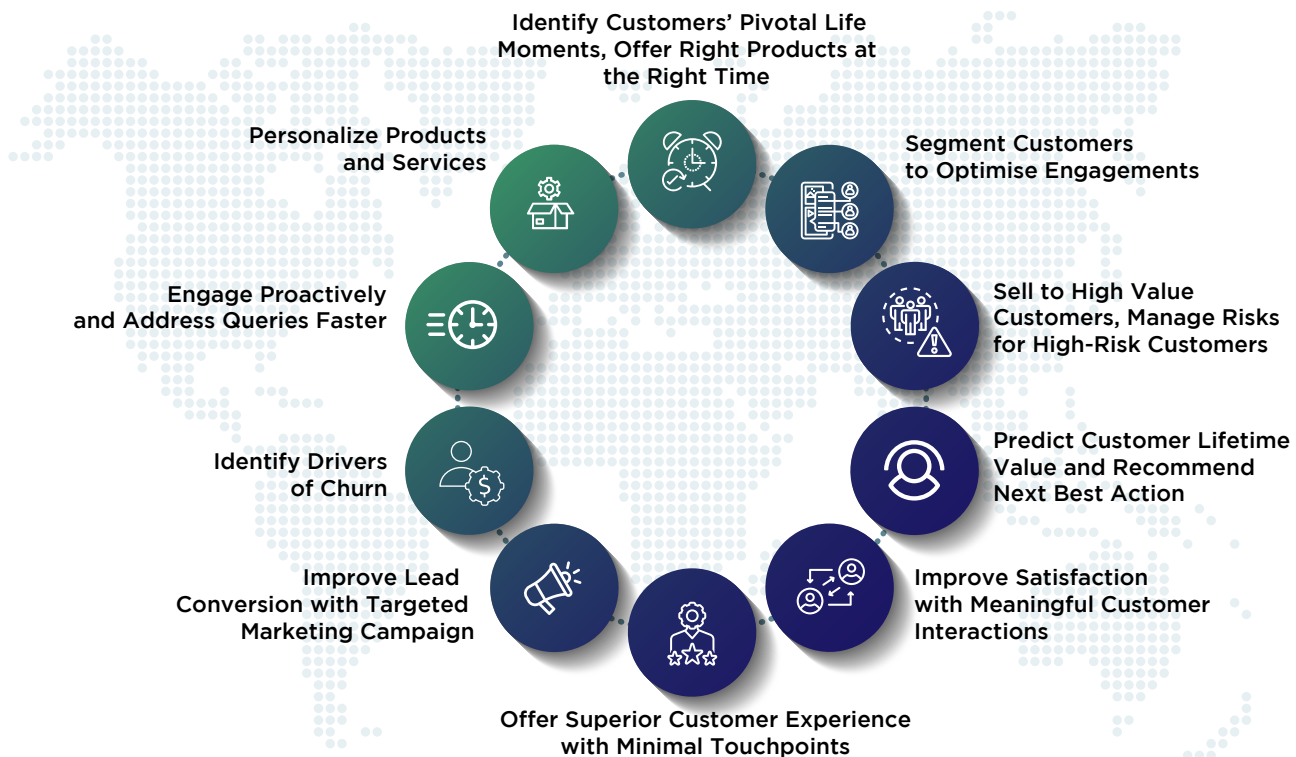 Identify Customers’ Pivotal Life
Moments, Offer Right Products at
the Right Time
Segment Customers
to Optimise Engagements
Sell to High Value
Customers, Manage Risks
for High-Risk Customers
Predict Customer Lifetime
Value and Recommend
Next Best Action
Improve Satisfaction
with Meaningful Customer
Interactions
Offer Superior Customer Experience
with Minimal Touchpoints
Improve Lead
Conversion with Targeted
Marketing Campaign
Identify Drivers
of Churn
$
Engage Proactively
and Address Queries Faster
Personalize Products
and Services